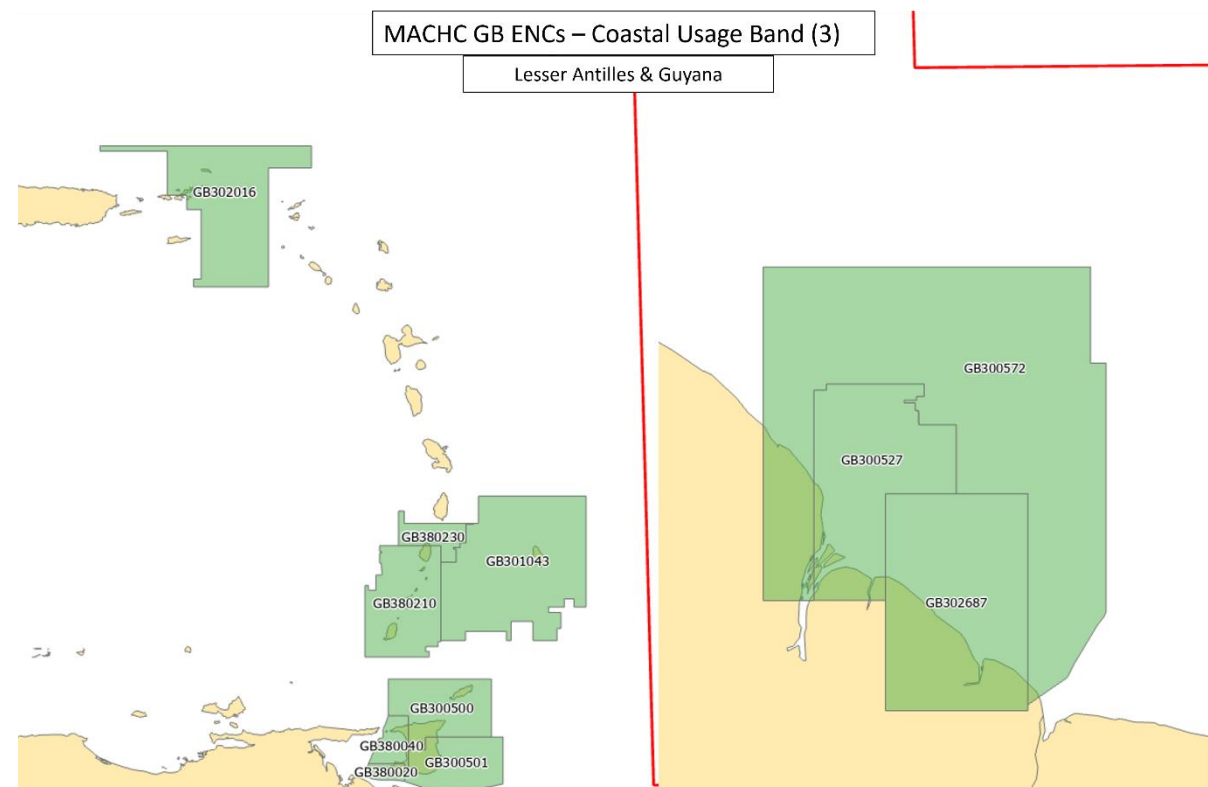 MACHC GB ENCs – Coastal Usage Band (3)
Lesser Antilles & Guyana
GB302016
GB300572
GB300527
GB380230
GB301043
GB380210
GB302687
GB300500
GB380040
GB300501
GB380020